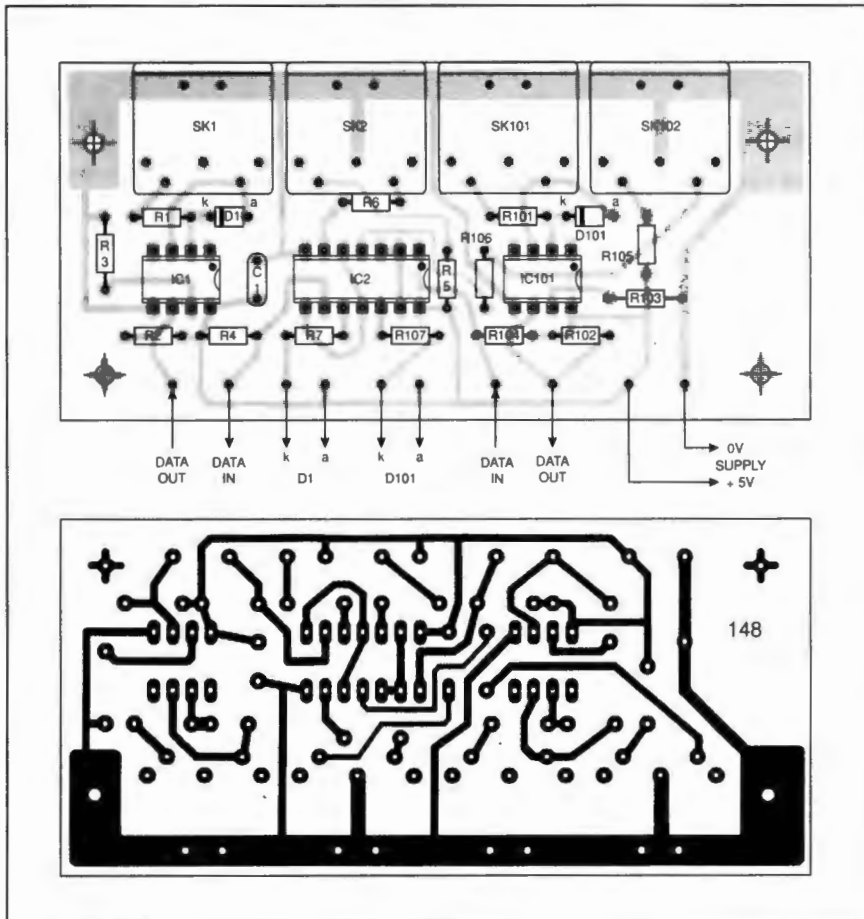 SK1 SK2 SK101 SK102
k a R6 k a
R1 D1 R101 D101
R3 R106 R105
IC1 C1 IC2 R5 IC101
R103
R2 R4 R7 R107 R104 R102
0V
DATA OUT DATA IN k a k a DATA IN DATA OUT SUPPLY
D1 D101 + 5V
148